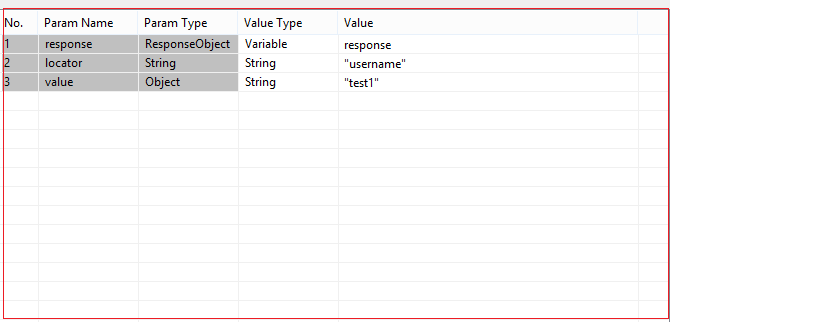 No. Param Name Param Type Value Type Value
1 response ResponseObject Variable response
2 locator String String "username"
3 value Object String "test1"